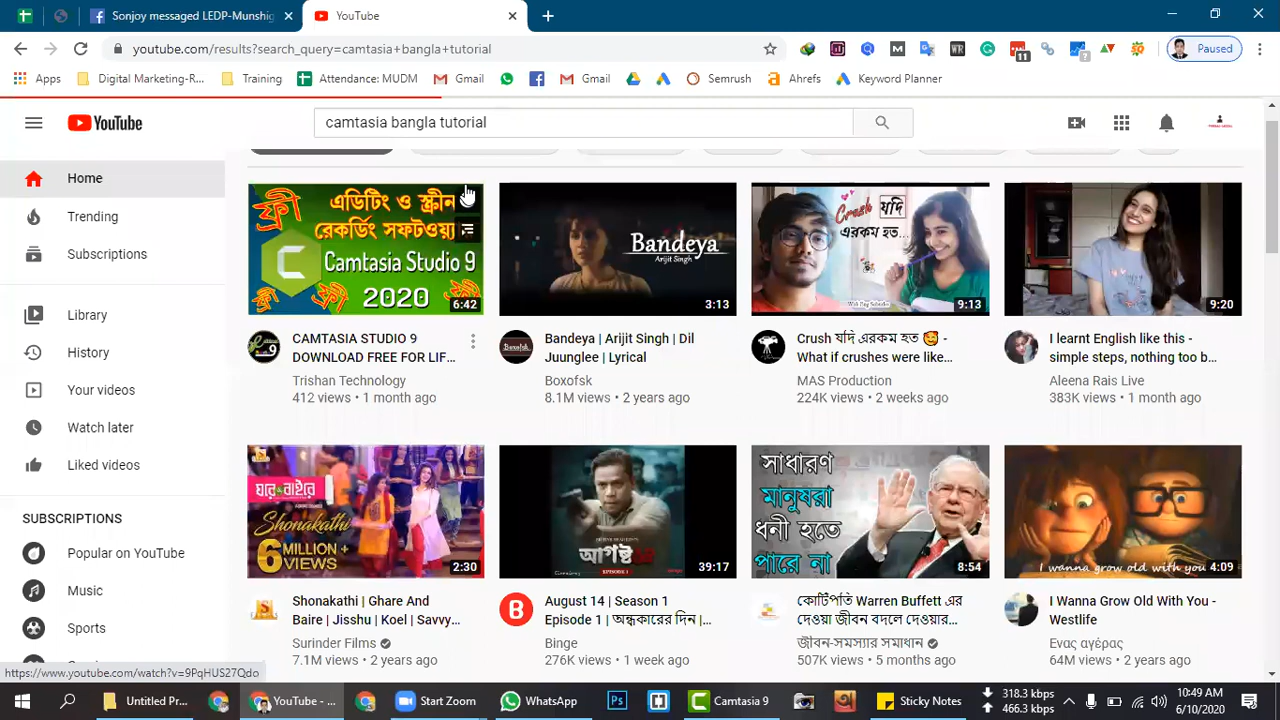 Sonjoy messaged LEDP-Munshig
YouTube
youtube.com/results?search_query=camtasia+bangla+tutorial
11
Paused
Apps
Digital Marketing-R...
Training
Attendance: MUDM
Gmail
Gmail
Semrush
Ahrefs
Keyword Planner
YouTube
camtasia bangla tutorial
Home
Trending
Subscriptions
Library
History
Your videos
Watch later
Liked videos
SUBSCRIPTIONS
Popular on YouTube
Music
Sports
ফ্রী এডিটিং ও স্ক্রীন
রেকর্ডিং সফটওয়্যার
Camtasia Studio 9
2020
6:42
CAMTASIA STUDIO 9
DOWNLOAD FREE FOR LIF...
Trishan Technology
412 views • 1 month ago
Bandeya
Arijit Singh
3:13
Bandeya | Arijit Singh | Dil
Juunglee | Lyrical
Boxofsk
8.1M views • 2 years ago
Crush যদি
এরকম হত...
9:13
Crush যদি এরকম হত 🥰 -
What if crushes were like...
MAS Production
224K views • 2 weeks ago
9:20
I learnt English like this -
simple steps, nothing too b...
Aleena Rais Live
383K views • 1 month ago
ঘরে বাইরে
Shonakathi
6 MILLION +
VIEWS
2:30
Shonakathi | Ghare And
Baire | Jisshu | Koel | Savvy...
Surinder Films
7.1M views • 2 years ago
আগষ্ট ১৪
EPISODE 1
39:17
August 14 | Season 1
Episode 1 | অন্ধকারের দিন |...
Binge
276K views • 1 week ago
সাধারণ
মানুষরা
ধনী হতে
পারে না
8:54
কোটিপতি Warren Buffett এর
দেওয়া জীবন বদলে দেওয়ার...
জীবন-সমস্যার সমাধান
507K views • 5 months ago
I wanna grow old with you
4:09
I Wanna Grow Old With You -
Westlife
Ενας αγέρας
64M views • 2 years ago
https://www.youtube.com/watch?v=9PqHUS27Qdo
Untitled Pr...
YouTube - ...
Start Zoom
WhatsApp
Camtasia 9
Sticky Notes
318.3 kbps
466.3 kbps
10:49 AM
6/10/2020